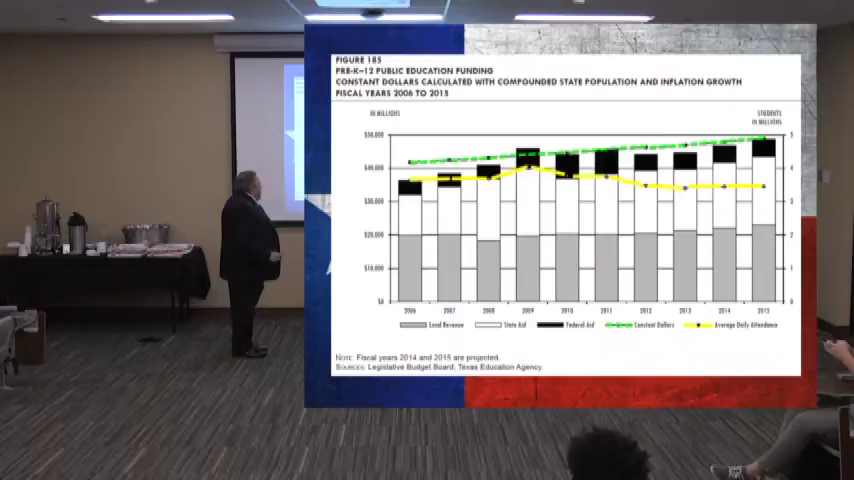 FIGURE 185
PRE-K–12 PUBLIC EDUCATION FUNDING
CONSTANT DOLLARS CALCULATED WITH COMPOUNDED STATE POPULATION AND INFLATION GROWTH
FISCAL YEARS 2006 TO 2015
IN MILLIONS
STUDENTS
IN MILLIONS
$50,000 5
$40,000 4
$30,000 3
$20,000 2
$10,000 1
$0 0
2006 2007 2008 2009 2010 2011 2012 2013 2014 2015
Local Revenue State Aid Federal Aid Constant Dollars Average Daily Attendance
NOTE: Fiscal years 2014 and 2015 are projected.
SOURCES: Legislative Budget Board, Texas Education Agency.